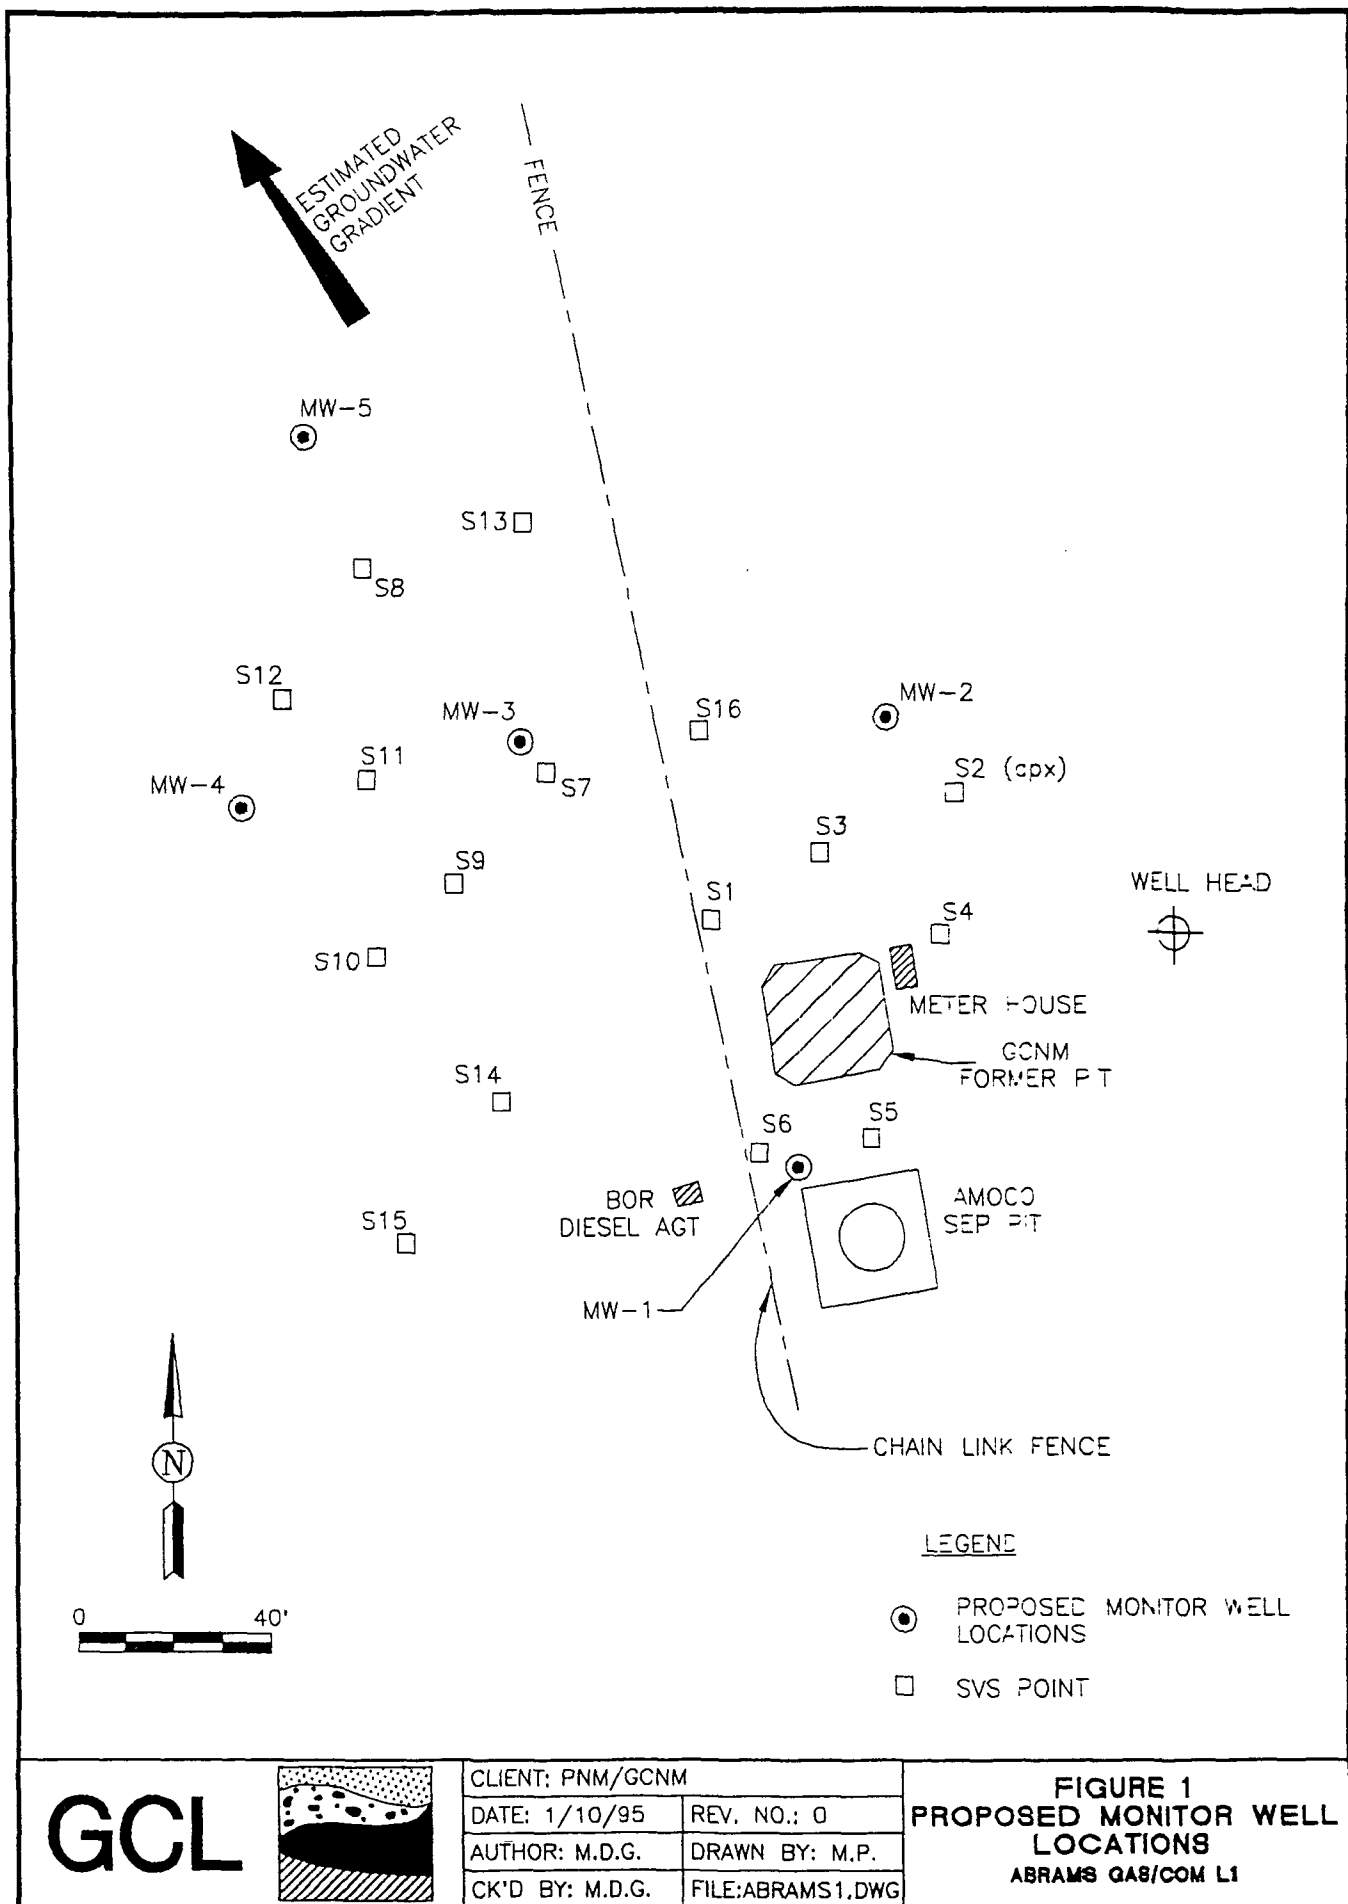 ESTIMATED
GROUNDWATER
GRADIENT
FENCE
MW-5
S13
S8
S12
MW-3
S16
MW-2
S11
S7
S2 (cpx)
MW-4
S3
S9
S1
WELL HEAD
S4
S10
METER HOUSE
GCNM
FORMER PIT
S14
S6
S5
BOR
DIESEL AGT
AMOCO
SEP PIT
S15
MW-1
N
CHAIN LINK FENCE
LEGEND
0 40'
PROPOSED MONITOR WELL
LOCATIONS
SVS POINT
GCL
CLIENT: PNM/GCNM
DATE: 1/10/95
REV. NO.: 0
AUTHOR: M.D.G.
DRAWN BY: M.P.
CK'D BY: M.D.G.
FILE:ABRAMS1.DWG
FIGURE 1
PROPOSED MONITOR WELL
LOCATIONS
ABRAMS GAS/COM L1